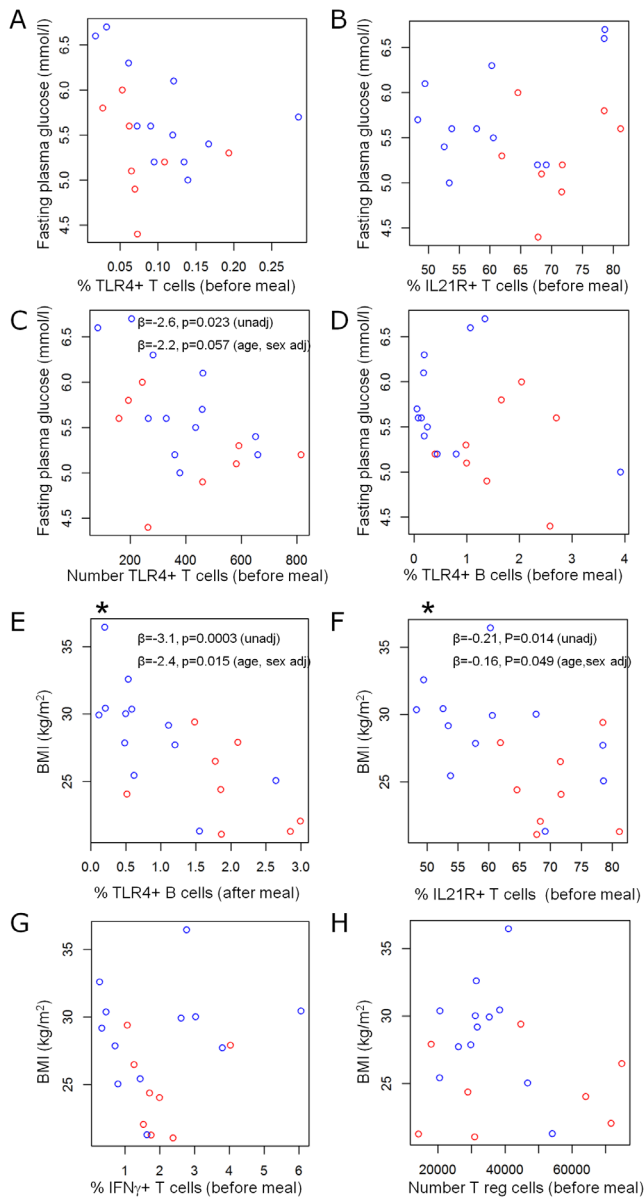 A
B
Fasting plasma glucose (mmol/l)
6.5
6.0
5.5
5.0
4.5
0.05 0.10 0.15 0.20 0.25
% TLR4+ T cells (before meal)
Fasting plasma glucose (mmol/l)
6.5
6.0
5.5
5.0
4.5
50 55 60 65 70 75 80
% IL21R+ T cells (before meal)
C
D
Fasting plasma glucose (mmol/l)
6.5
6.0
5.5
5.0
4.5
β=-2.6, p=0.023 (unadj)
β=-2.2, p=0.057 (age, sex adj)
200 400 600 800
Number TLR4+ T cells (before meal)
Fasting plasma glucose (mmol/l)
6.5
6.0
5.5
5.0
4.5
0 1 2 3 4
% TLR4+ B cells (before meal)
E
F
*
BMI (kg/m²)
35
30
25
β=-3.1, p=0.0003 (unadj)
β=-2.4, p=0.015 (age, sex adj)
0.0 0.5 1.0 1.5 2.0 2.5 3.0
% TLR4+ B cells (after meal)
*
BMI (kg/m²)
35
30
25
β=-0.21, P=0.014 (unadj)
β=-0.16, P=0.049 (age,sex adj)
50 55 60 65 70 75 80
% IL21R+ T cells (before meal)
G
H
BMI (kg/m²)
35
30
25
1 2 3 4 5 6
% IFNγ+ T cells (before meal)
BMI (kg/m²)
35
30
25
20000 40000 60000
Number T reg cells (before meal)